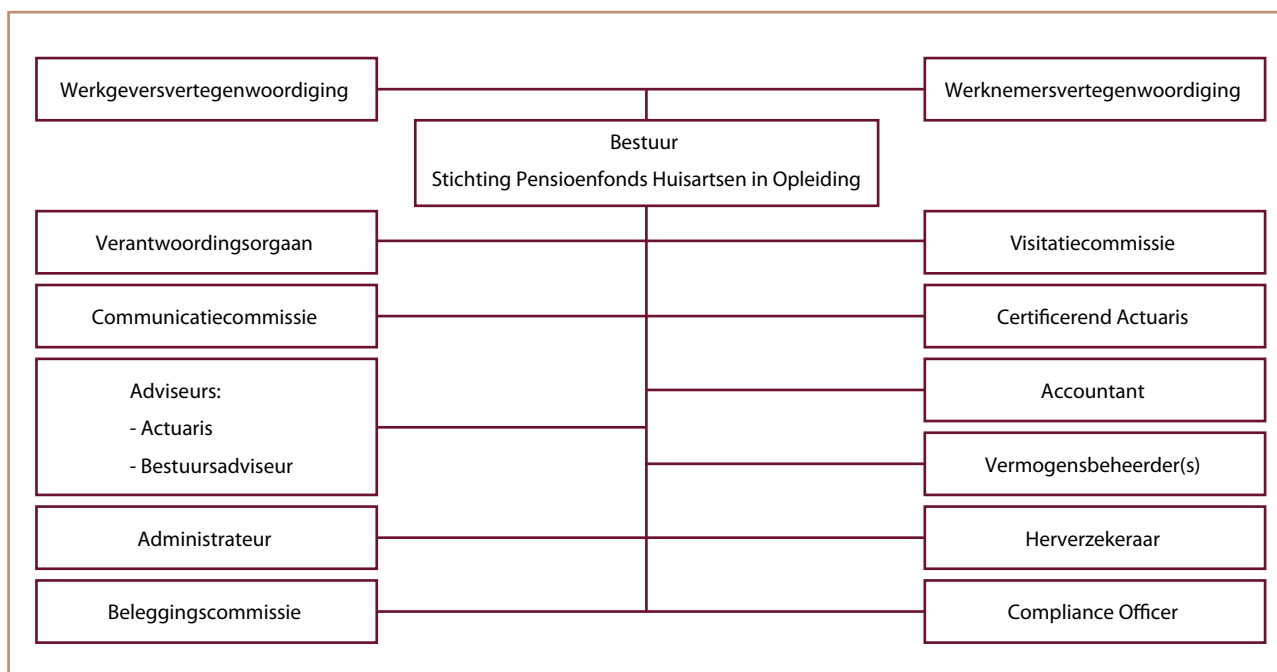 Werkgeversvertegenwoordiging
Werknemersvertegenwoordiging
Bestuur
Stichting Pensioenfonds Huisartsen in Opleiding
Verantwoordingsorgaan
Visitatiecommissie
Communicatiecommissie
Certificerend Actuaris
Adviseurs:
- Actuaris
- Bestuursadviseur
Accountant
Vermogensbeheerder(s)
Administrateur
Herverzekeraar
Beleggingscommissie
Compliance Officer